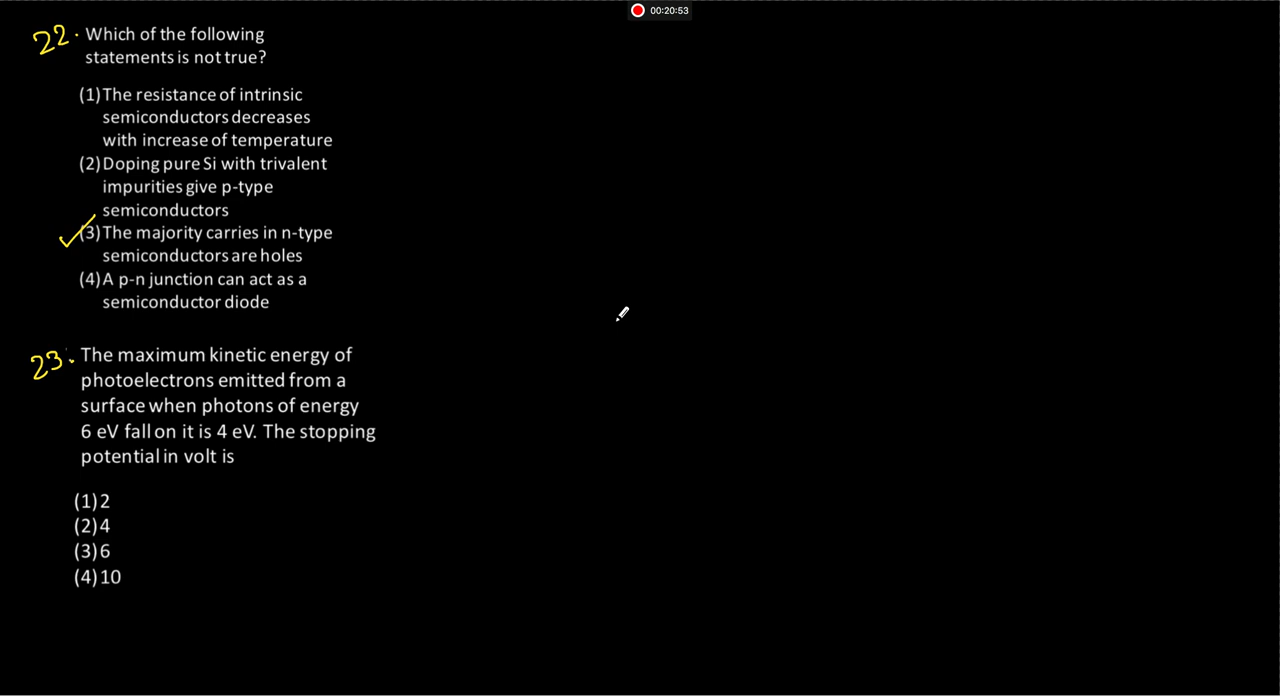 00:20:53
22. Which of the following
statements is not true?
(1) The resistance of intrinsic
semiconductors decreases
with increase of temperature
(2) Doping pure Si with trivalent
impurities give p-type
semiconductors
(3) The majority carries in n-type
semiconductors are holes
(4) A p-n junction can act as a
semiconductor diode
23. The maximum kinetic energy of
photoelectrons emitted from a
surface when photons of energy
6 eV fall on it is 4 eV. The stopping
potential in volt is
(1) 2
(2) 4
(3) 6
(4) 10